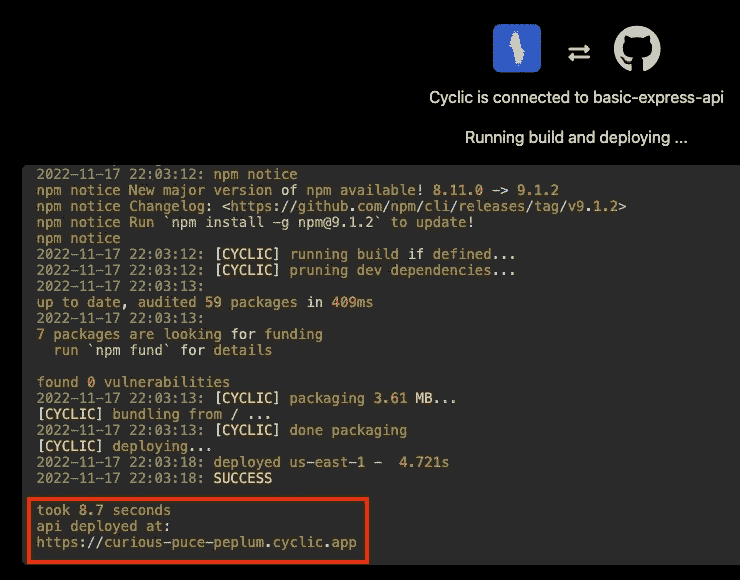 Cyclic is connected to basic-express-api
Running build and deploying ...
2022-11-17 22:03:12: npm notice
npm notice New major version of npm available! 8.11.0 -> 9.1.2
npm notice Changelog: <https://github.com/npm/cli/releases/tag/v9.1.2>
npm notice Run `npm install -g npm@9.1.2` to update!
npm notice
2022-11-17 22:03:12: [CYCLIC] running build if defined...
2022-11-17 22:03:12: [CYCLIC] pruning dev dependencies...
2022-11-17 22:03:13:
up to date, audited 59 packages in 409ms
2022-11-17 22:03:13:
7 packages are looking for funding
run `npm fund` for details
found 0 vulnerabilities
2022-11-17 22:03:13: [CYCLIC] packaging 3.61 MB...
[CYCLIC] bundling from / ...
2022-11-17 22:03:13: [CYCLIC] done packaging
[CYCLIC] deploying...
2022-11-17 22:03:18: deployed us-east-1 - 4.721s
2022-11-17 22:03:18: SUCCESS
took 8.7 seconds
api deployed at:
https://curious-puce-peplum.cyclic.app